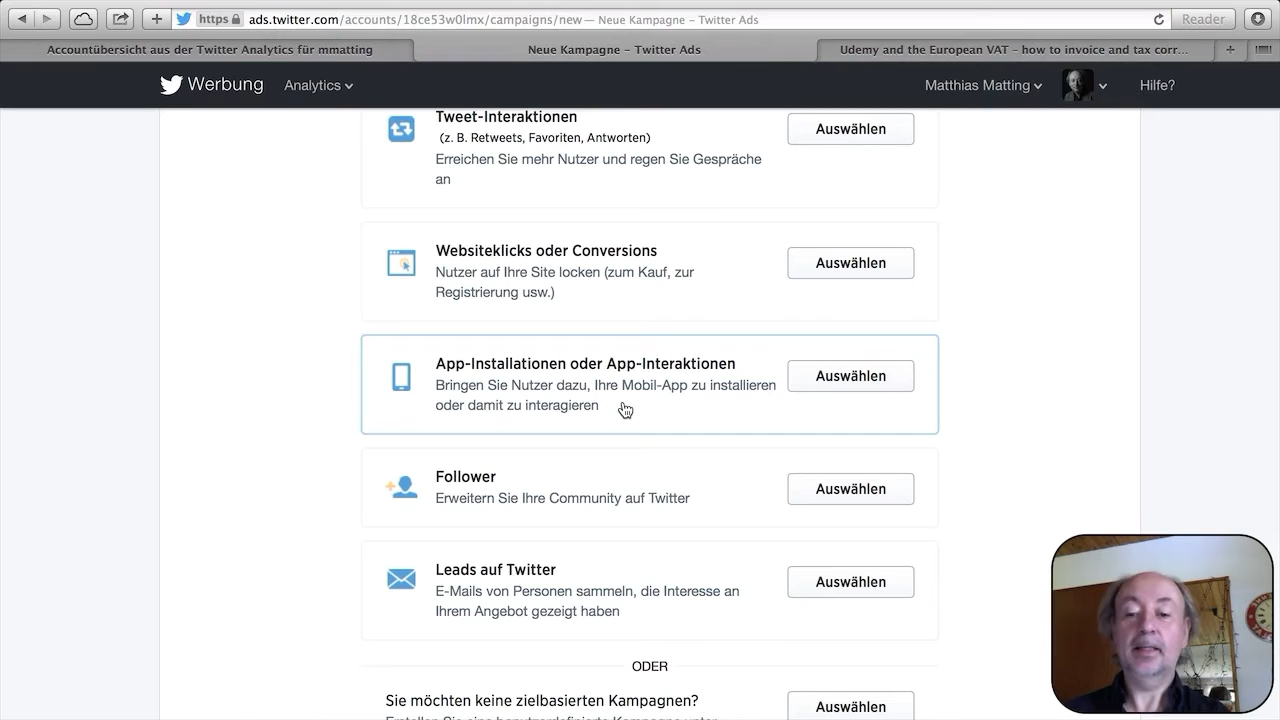 https ads.twitter.com/accounts/18ce53w0lmx/campaigns/new — Neue Kampagne – Twitter Ads Reader
Accountübersicht aus der Twitter Analytics für mmatting Neue Kampagne – Twitter Ads Udemy and the European VAT – how to invoice and tax corr...
Werbung Analytics Matthias Matting Hilfe?
Tweet-Interaktionen
(z. B. Retweets, Favoriten, Antworten)
Erreichen Sie mehr Nutzer und regen Sie Gespräche
an
Auswählen
Websiteklicks oder Conversions
Nutzer auf Ihre Site locken (zum Kauf, zur
Registrierung usw.)
Auswählen
App-Installationen oder App-Interaktionen
Bringen Sie Nutzer dazu, Ihre Mobil-App zu installieren
oder damit zu interagieren
Auswählen
Follower
Erweitern Sie Ihre Community auf Twitter
Auswählen
Leads auf Twitter
E-Mails von Personen sammeln, die Interesse an
Ihrem Angebot gezeigt haben
Auswählen
ODER
Sie möchten keine zielbasierten Kampagnen?
Erstellen Sie eine benutzerdefinierte Kampagne unter
Auswählen